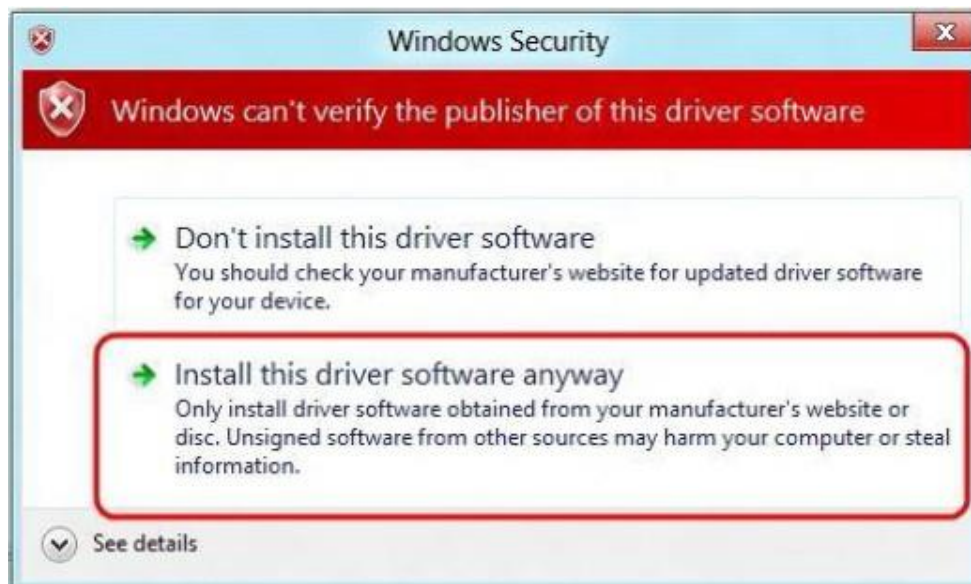 Windows Security
Windows can't verify the publisher of this driver software
Don't install this driver software
You should check your manufacturer's website for updated driver software
for your device.
Install this driver software anyway
Only install driver software obtained from your manufacturer's website or
disc. Unsigned software from other sources may harm your computer or steal
information.
See details